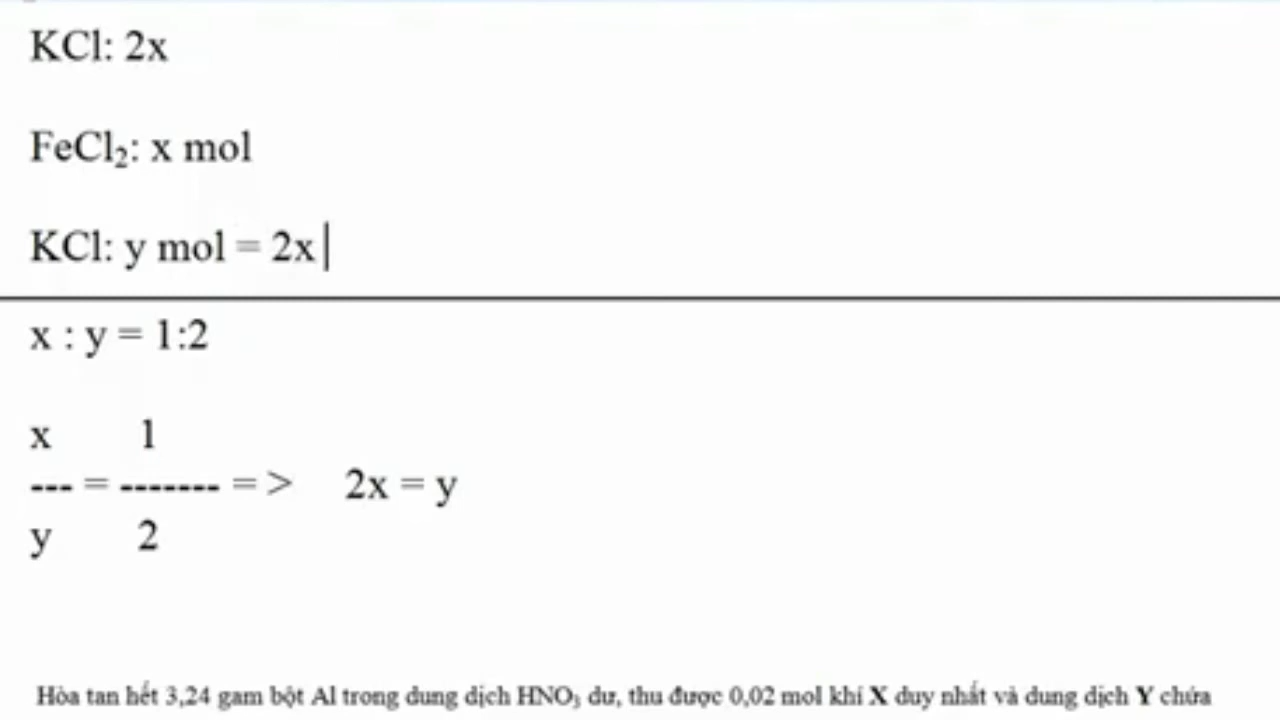 KCl: 2x
FeCl₂: x mol
KCl: y mol = 2x
x : y = 1:2
x 1
--- = ------- = > 2x = y
y 2
Hòa tan hết 3,24 gam bột Al trong dung dịch HNO₃ dư, thu được 0,02 mol khí X duy nhất và dung dịch Y chứa